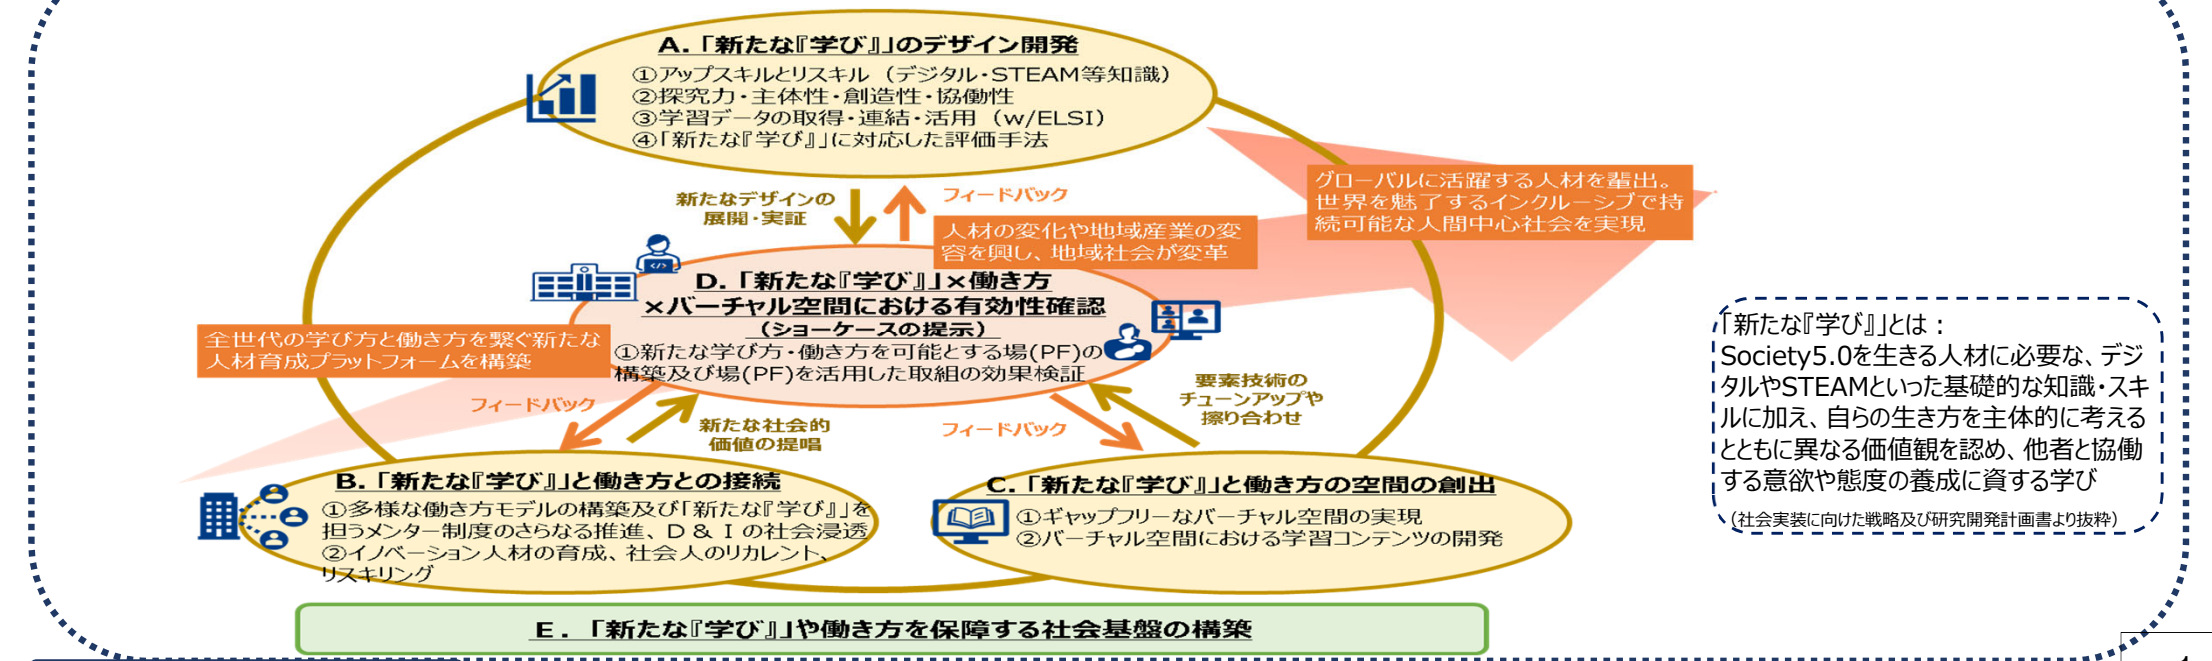 A.「新たな『学び』」のデザイン開発
①アップスキルとリスキル（デジタル・STEAM等知識）
②探究力・主体性・創造性・協働性
③学習データの取得・連結・活用（w/ELSI）
④「新たな『学び』」に対応した評価手法
新たなデザインの
展開・実証
フィードバック
グローバルに活躍する人材を輩出。
世界を魅了するインクルーシブで持
続可能な人間中心社会を実現
人材の変化や地域産業の変
容を興し、地域社会が変革
D.「新たな『学び』」×働き方
×バーチャル空間における有効性確認
（ショーケースの提示）
①新たな学び方・働き方を可能とする場(PF)の
構築及び場(PF)を活用した取組の効果検証
全世代の学び方と働き方を繋ぐ新たな
人材育成プラットフォームを構築
フィードバック
新たな社会的
価値の提唱
フィードバック
要素技術の
チューンアップや
擦り合わせ
B.「新たな『学び』」と働き方との接続
①多様な働き方モデルの構築及び「新たな『学び』」を
担うメンター制度のさらなる推進、D＆Iの社会浸透
②イノベーション人材の育成、社会人のリカレント、
リスキリング
C.「新たな『学び』」と働き方の空間の創出
①ギャップフリーなバーチャル空間の実現
②バーチャル空間における学習コンテンツの開発
E．「新たな『学び』」や働き方を保障する社会基盤の構築
「新たな『学び』」とは：
Society5.0を生きる人材に必要な、デジ
タルやSTEAMといった基礎的な知識・スキ
ルに加え、自らの生き方を主体的に考える
とともに異なる価値観を認め、他者と協働
する意欲や態度の養成に資する学び
（社会実装に向けた戦略及び研究開発計画書より抜粋）